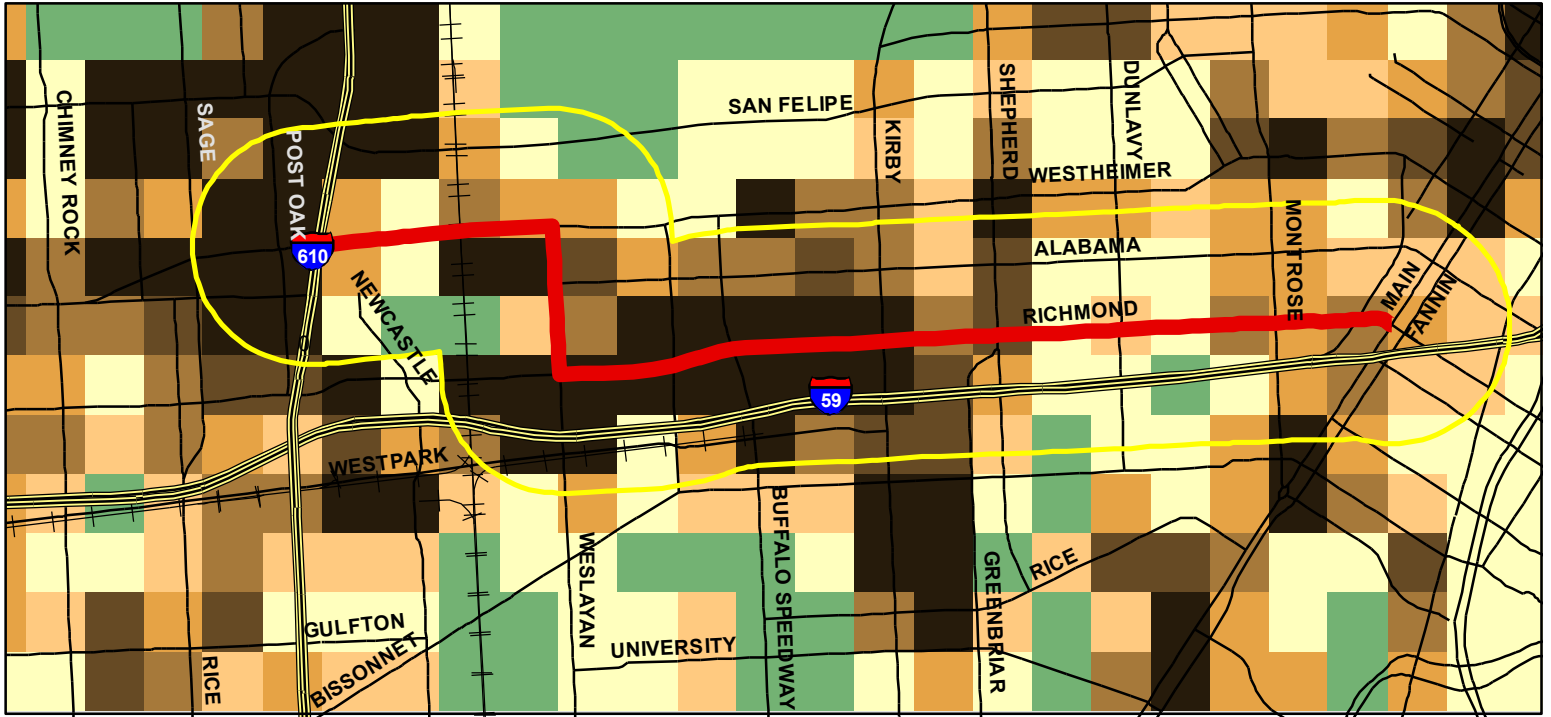 CHIMNEY ROCK
SAGE
POST OAK
SAN FELIPE
KIRBY
SHEPHERD
DUNLAVY
WESTHEIMER
MONTROSE
ALABAMA
610
NEWCASTLE
RICHMOND
MAIN
FANNIN
59
WESTPARK
WESLAYAN
BUFFALO SPEEDWAY
GREENBRIAR
RICE
GULFTON
BISSONNET
UNIVERSITY
RICE